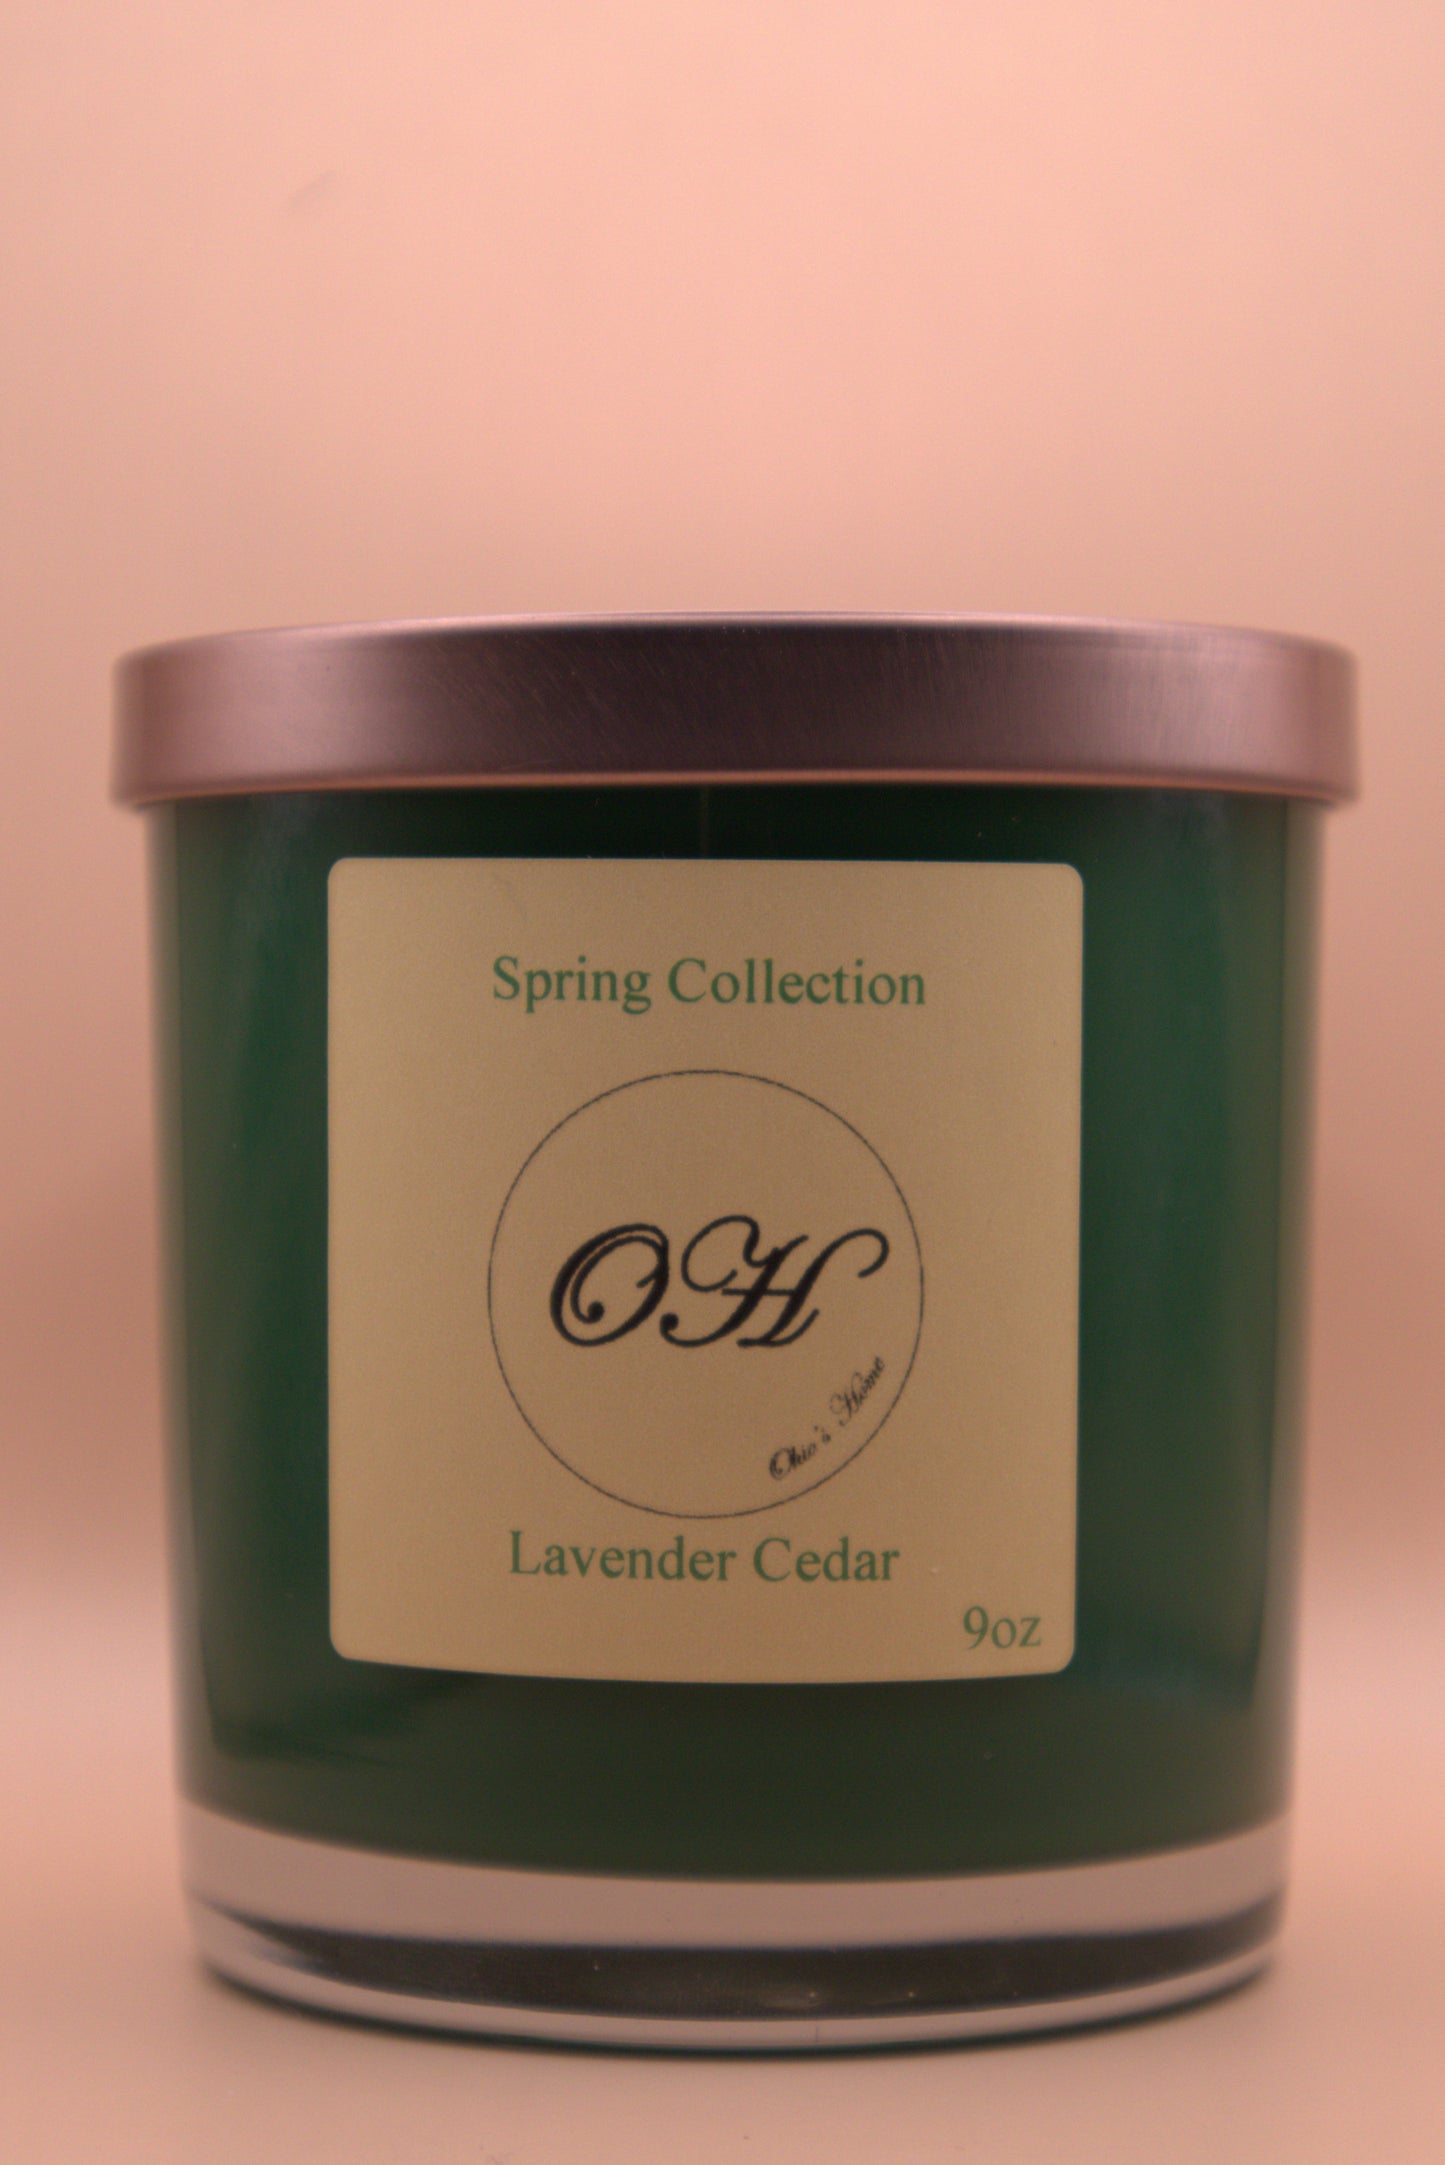 Spring Collection
OH
Ohio's Home
Lavender Cedar
9oz